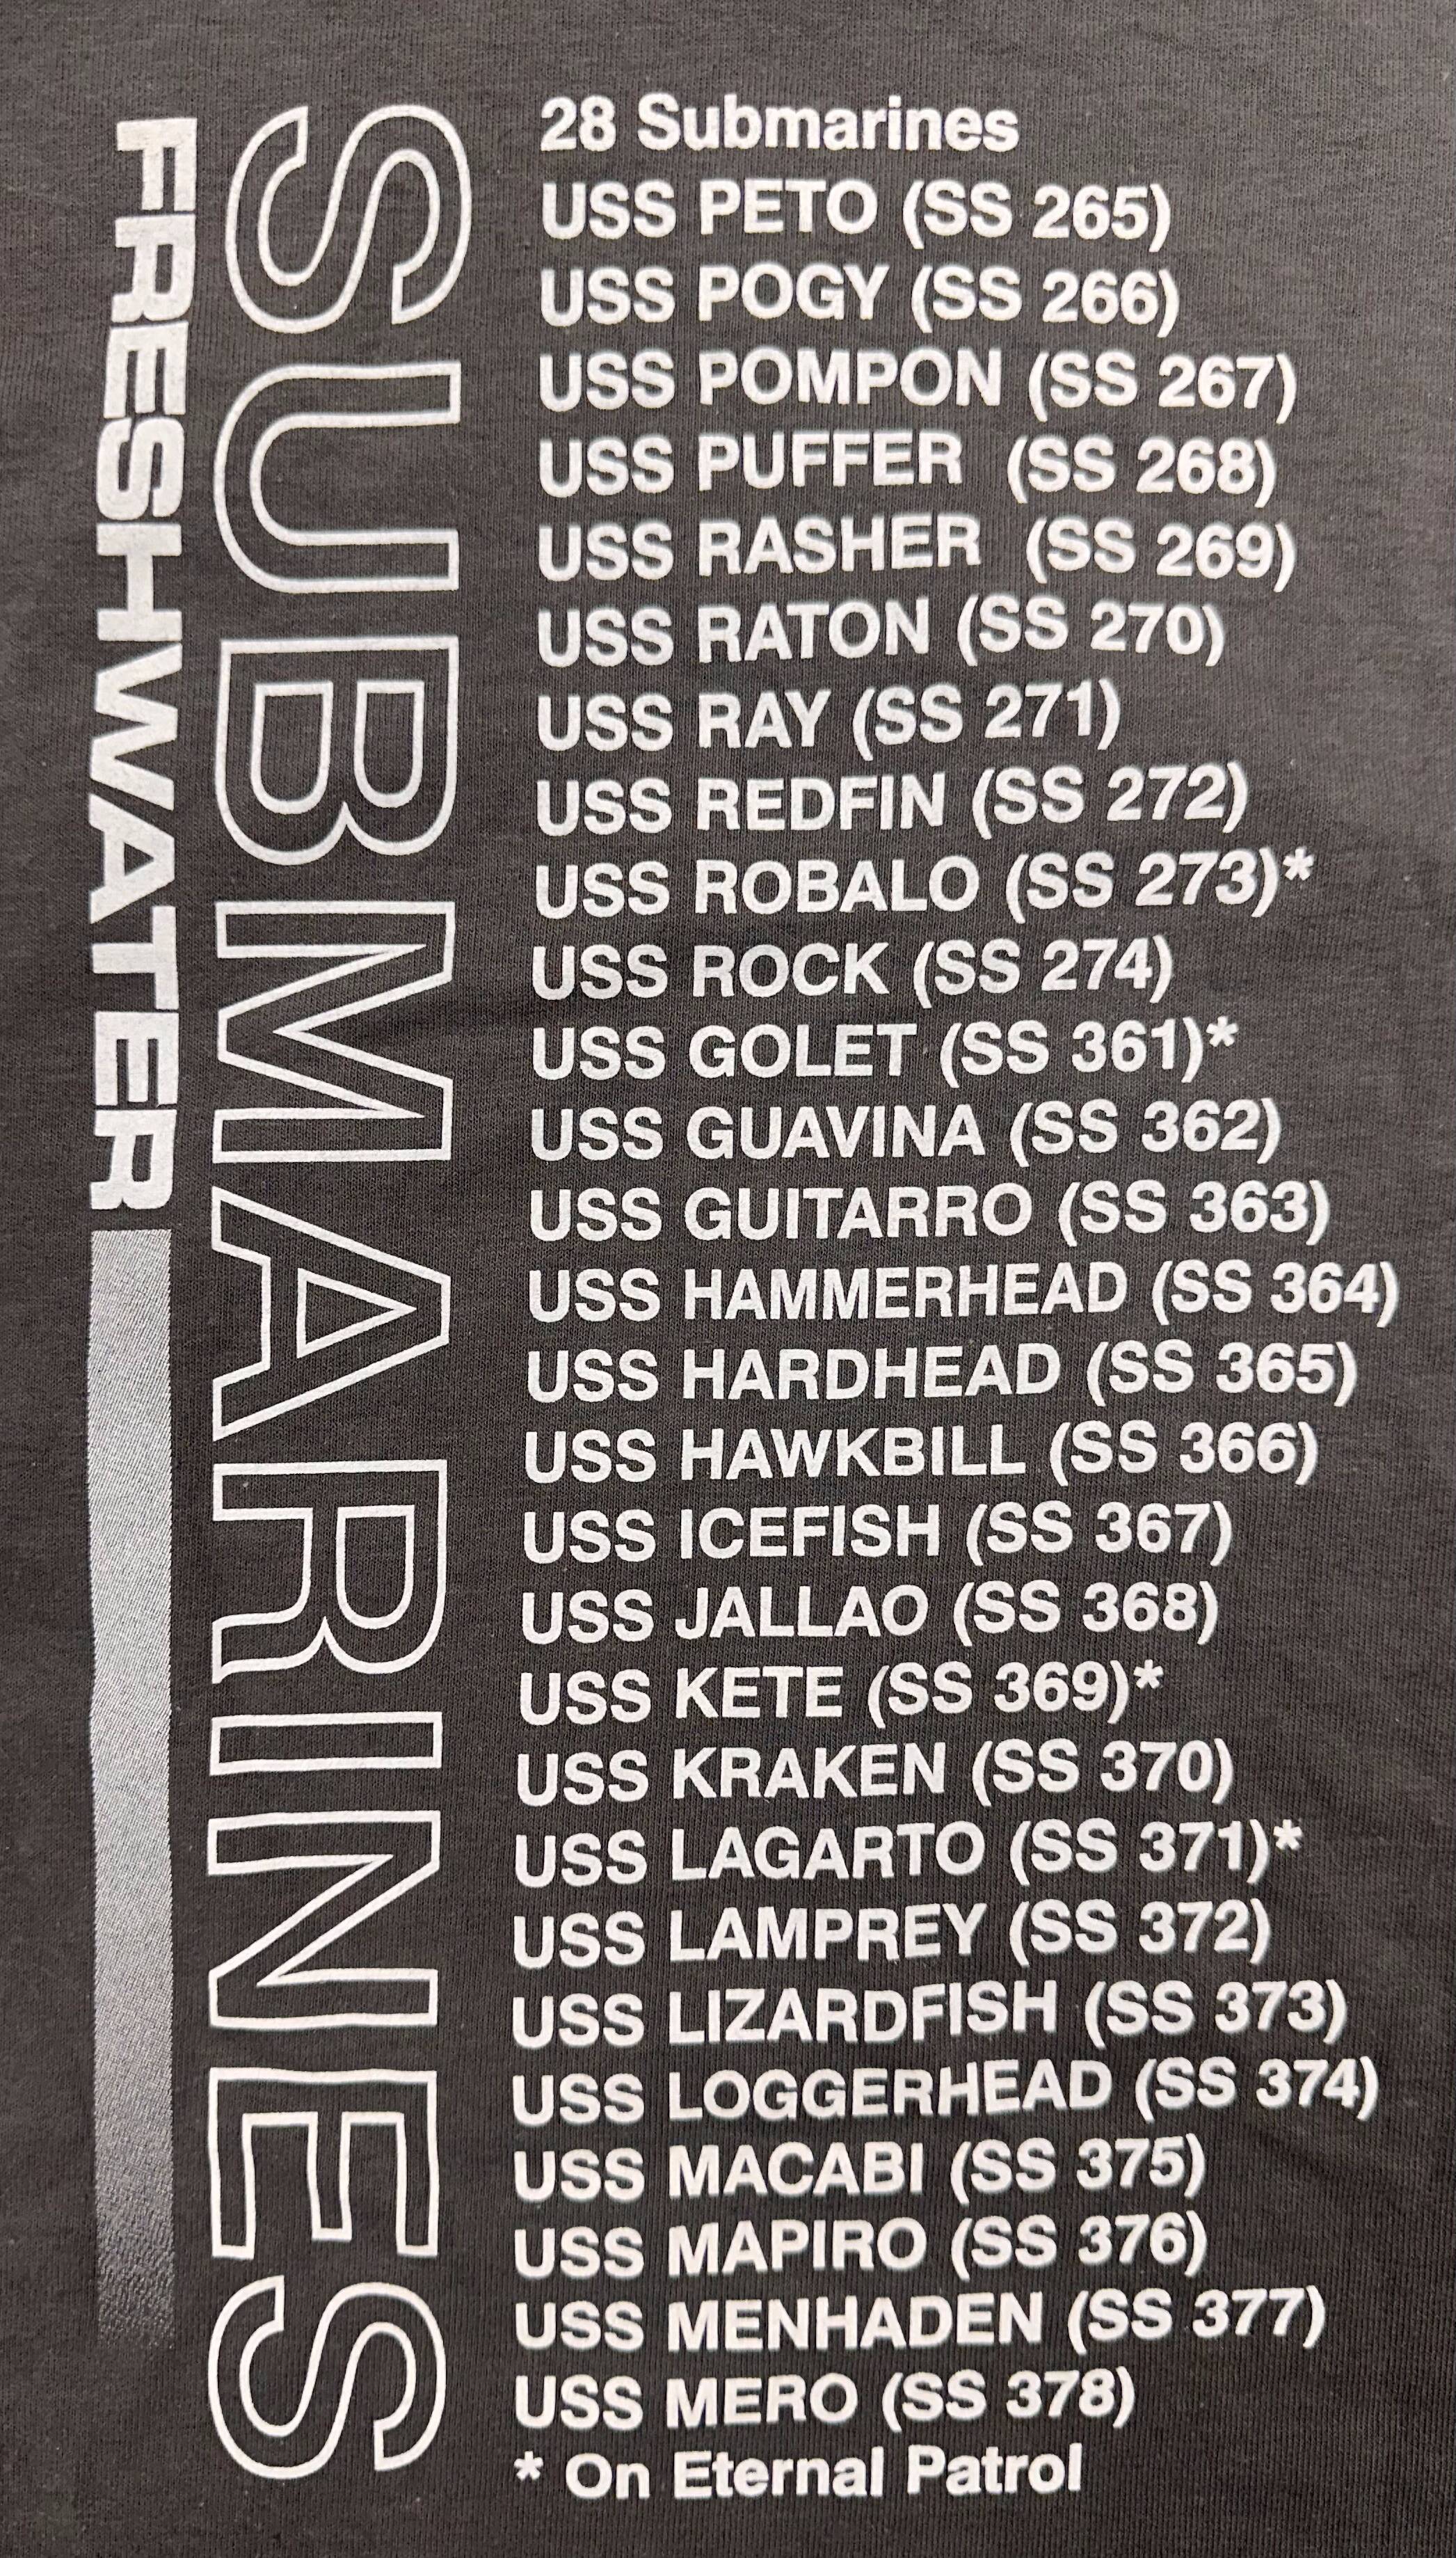 FRESHWATER
SUBMARINES
28 Submarines
USS PETO (SS 265)
USS POGY (SS 266)
USS POMPON (SS 267)
USS PUFFER (SS 268)
USS RASHER (SS 269)
USS RATON (SS 270)
USS RAY (SS 271)
USS REDFIN (SS 272)
USS ROBALO (SS 273)*
USS ROCK (SS 274)
USS GOLET (SS 361)*
USS GUAVINA (SS 362)
USS GUITARRO (SS 363)
USS HAMMERHEAD (SS 364)
USS HARDHEAD (SS 365)
USS HAWKBILL (SS 366)
USS ICEFISH (SS 367)
USS JALLAO (SS 368)
USS KETE (SS 369)*
USS KRAKEN (SS 370)
USS LAGARTO (SS 371)*
USS LAMPREY (SS 372)
USS LIZARDFISH (SS 373)
USS LOGGERHEAD (SS 374)
USS MACABI (SS 375)
USS MAPIRO (SS 376)
USS MENHADEN (SS 377)
USS MERO (SS 378)
* On Eternal Patrol